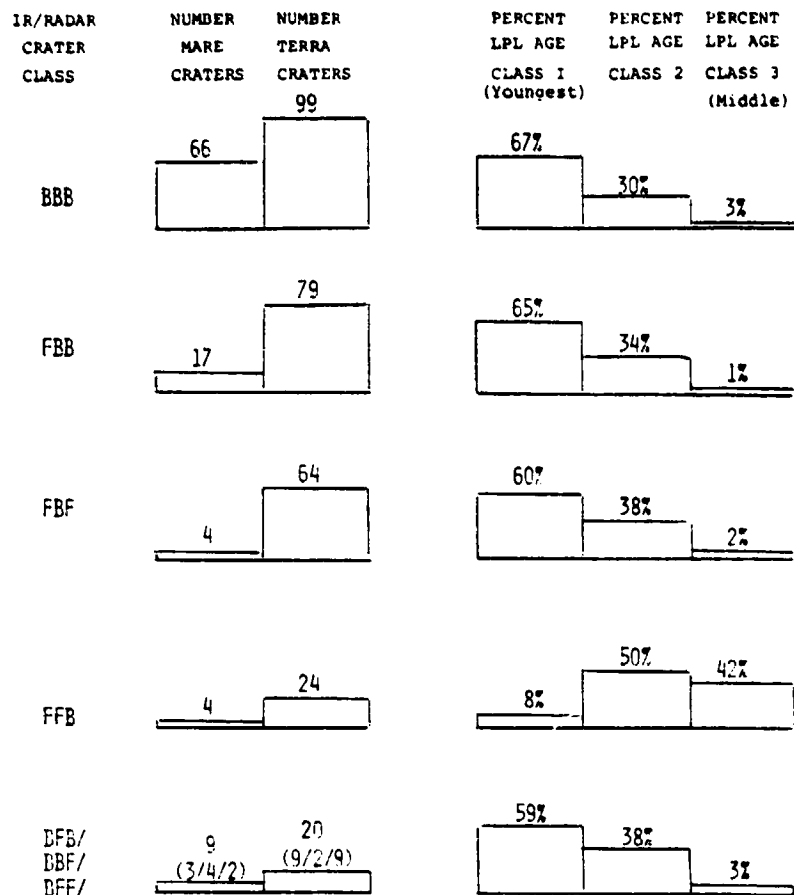 IR/RADAR NUMBER NUMBER PERCENT PERCENT PERCENT
CRATER MARE TERRA LPL AGE LPL AGE LPL AGE
CLASS CRATERS CRATERS CLASS I CLASS 2 CLASS 3
(Youngest) (Middle)
BBB 66 99 67% 30% 3%
FBB 17 79 65% 34% 1%
FBF 4 64 60% 38% 2%
FFB 4 24 8% 50% 42%
BFB/ 9 20 59% 38% 3%
BBF/ (3/4/2) (9/2/9)
BFF/